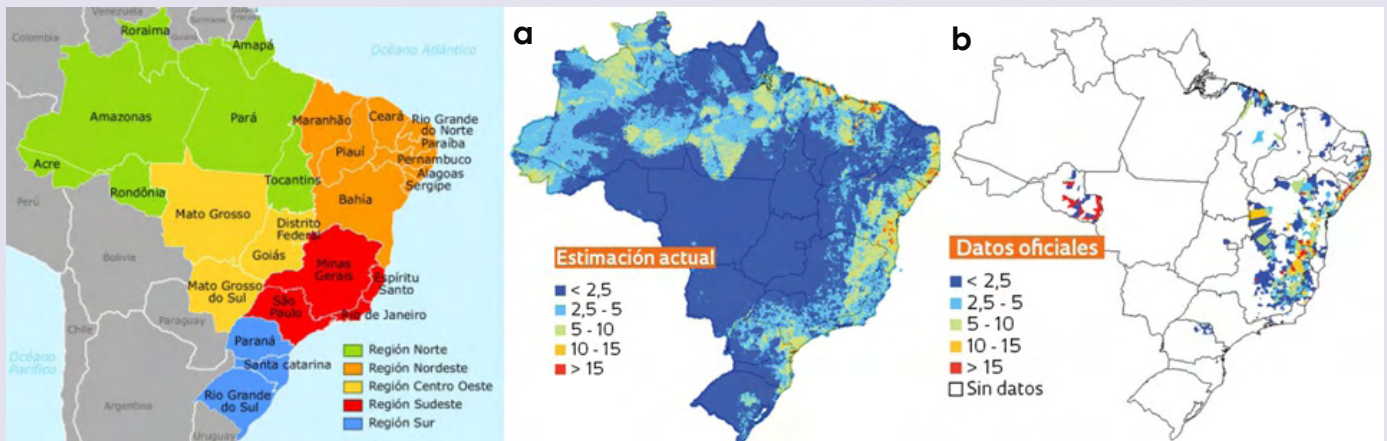 Venezuela
Colombia
Guiana
Roraima
Amapá
Océano Atlántico
Amazonas
Pará
Maranhão
Ceará
Rio Grande
do Norte
Paraíba
Piauí
Pernambuco
Alagoas
Sergipe
Acre
Rondônia
Tocantins
Bahía
Perú
Mato Grosso
Distrito
Federal
Goiás
Bolivia
Minas
Gerais
Espíritu
Santo
Mato Grosso
do Sul
São
Paulo
Rio de Janeiro
Paraguay
Chile
Paraná
Santa catarina
Océano
Pacífico
Rio Grande
do Sul
Argentina
Uruguay
Región Norte
Región Nordeste
Región Centro Oeste
Región Sudeste
Región Sur
a
Estimación actual
< 2,5
2,5 - 5
5 - 10
10 - 15
> 15
b
Datos oficiales
< 2,5
2,5 - 5
5 - 10
10 - 15
> 15
Sin datos